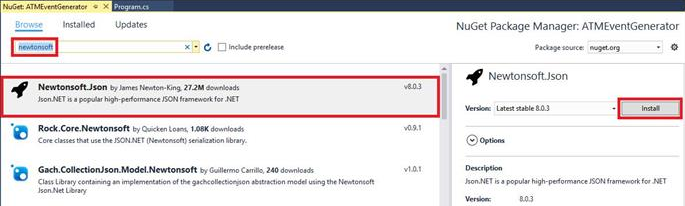 NuGet: ATMEventGenerator
Program.cs
Browse Installed Updates
NuGet Package Manager: ATMEventGenerator
newtonsoft
Include prerelease
Package source: nuget.org
Newtonsoft.Json by James Newton-King, 27.2M downloads
v8.0.3
Json.NET is a popular high-performance JSON framework for .NET
Rock.Core.Newtonsoft by Quicken Loans, 1.08K downloads
v0.9.1
Core classes that use the JSON.NET (Newtonsoft) serialization library.
Gach.CollectionJson.Model.Newtonsoft by Guillermo Carrillo, 240 downloads
v1.0.1
Class Library containing an implementation of the gachcollectionjson abstraction model using the Newtonsoft
Json.Net Library
Newtonsoft.Json
Version: Latest stable 8.0.3
Install
Options
Description
Json.NET is a popular high-performance JSON framework for .NET
Version: 8.0.3